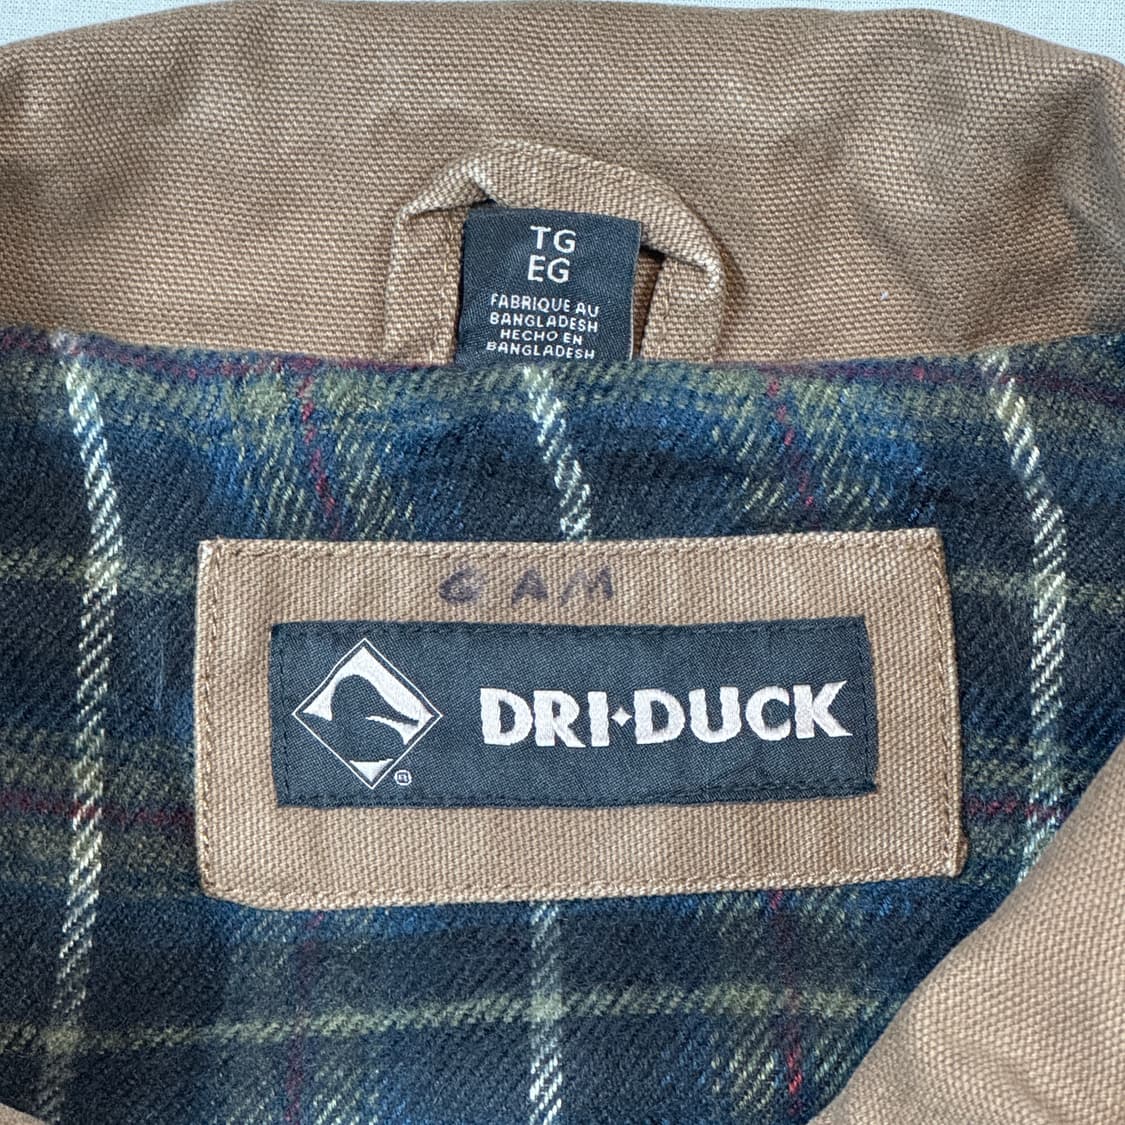 TG
EG
FABRIQUE AU
BANGLADESH
HECHO EN
BANGLADESH
GAM
DRI•DUCK
®